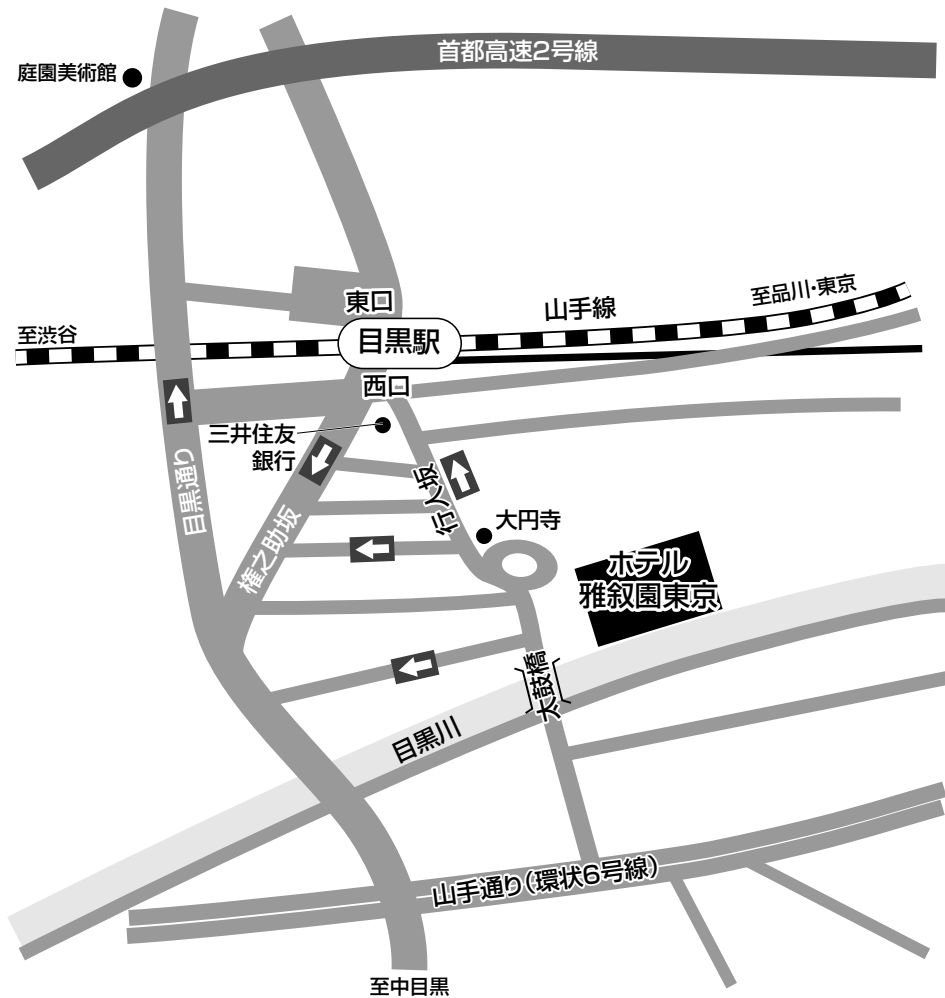 首都高速2号線
庭園美術館
東口
山手線
至品川・東京
至渋谷
目黒駅
西口
三井住友
銀行
目黒通り
行人坂
大円寺
権之助坂
ホテル
雅叙園東京
太鼓橋
目黒川
山手通り(環状6号線)
至中目黒